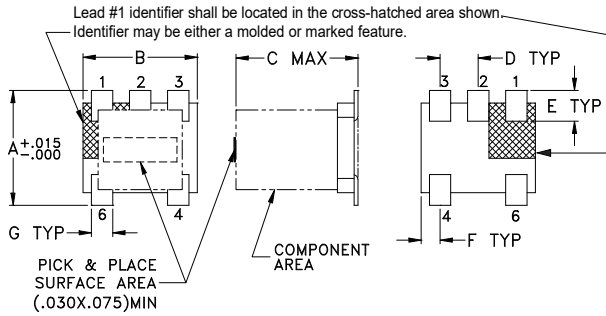 Lead #1 identifier shall be located in the cross-hatched area shown.
Identifier may be either a molded or marked feature.
B
C MAX
D TYP
1 2 3
3 2 1
E TYP
A +.015
-.000
6 4
4 6
G TYP
F TYP
COMPONENT
AREA
PICK & PLACE
SURFACE AREA
(.030X.075)MIN